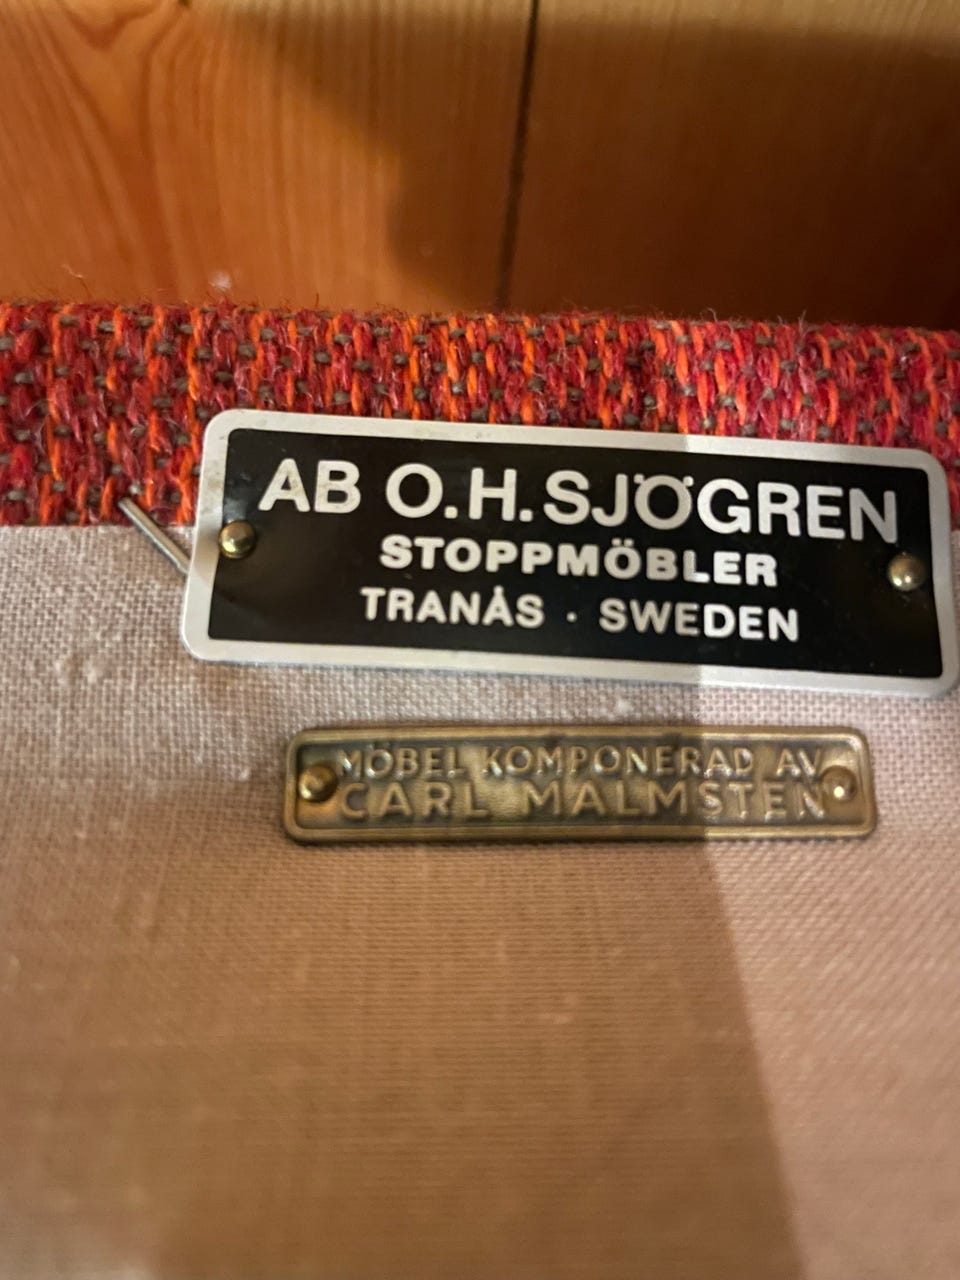 AB O.H. SJÖGREN
STOPPMÖBLER
TRANÅS · SWEDEN
MÖBEL KOMPONERAD AV
CARL MALMSTEN